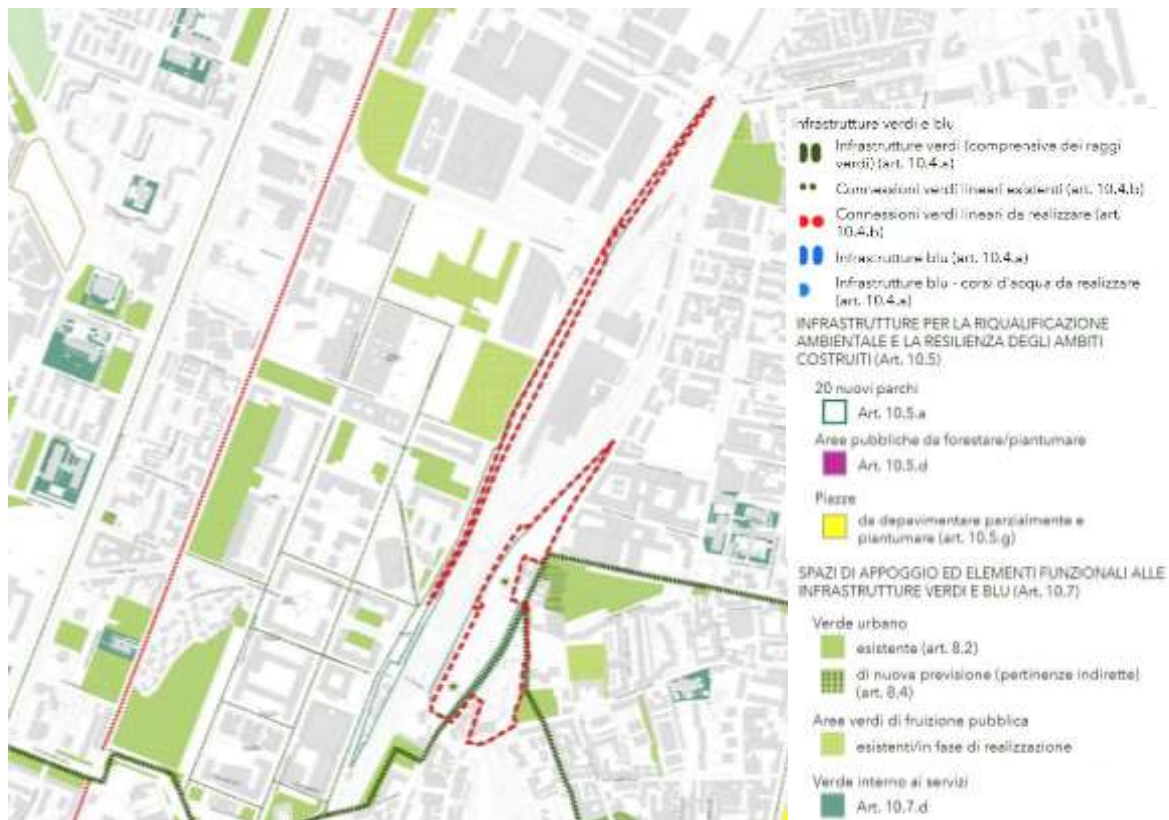 Infrastrutture verdi e blu
Infrastrutture verdi (comprensive dei raggi
verdi) (art. 10.4.a)
Connessioni verdi lineari esistenti (art. 10.4.b)
Connessioni verdi lineari da realizzare (art.
10.4.b)
Infrastrutture blu (art. 10.4.a)
Infrastrutture blu - corsi d'acqua da realizzare
(art. 10.4.a)
INFRASTRUTTURE PER LA RIQUALIFICAZIONE
AMBIENTALE E LA RESILIENZA DEGLI AMBITI
COSTRUITI (Art. 10.5)
20 nuovi parchi
Art. 10.5.a
Aree pubbliche da forestare/piantumare
Art. 10.5.d
Piazze
da depavimentare parzialmente e
piantumare (art. 10.5.g)
SPAZI DI APPOGGIO ED ELEMENTI FUNZIONALI ALLE
INFRASTRUTTURE VERDI E BLU (Art. 10.7)
Verde urbano
esistente (art. 8.2)
di nuova previsione (pertinenze indirette)
(art. 8.4)
Aree verdi di fruizione pubblica
esistenti/in fase di realizzazione
Verde interno ai servizi
Art. 10.7.d